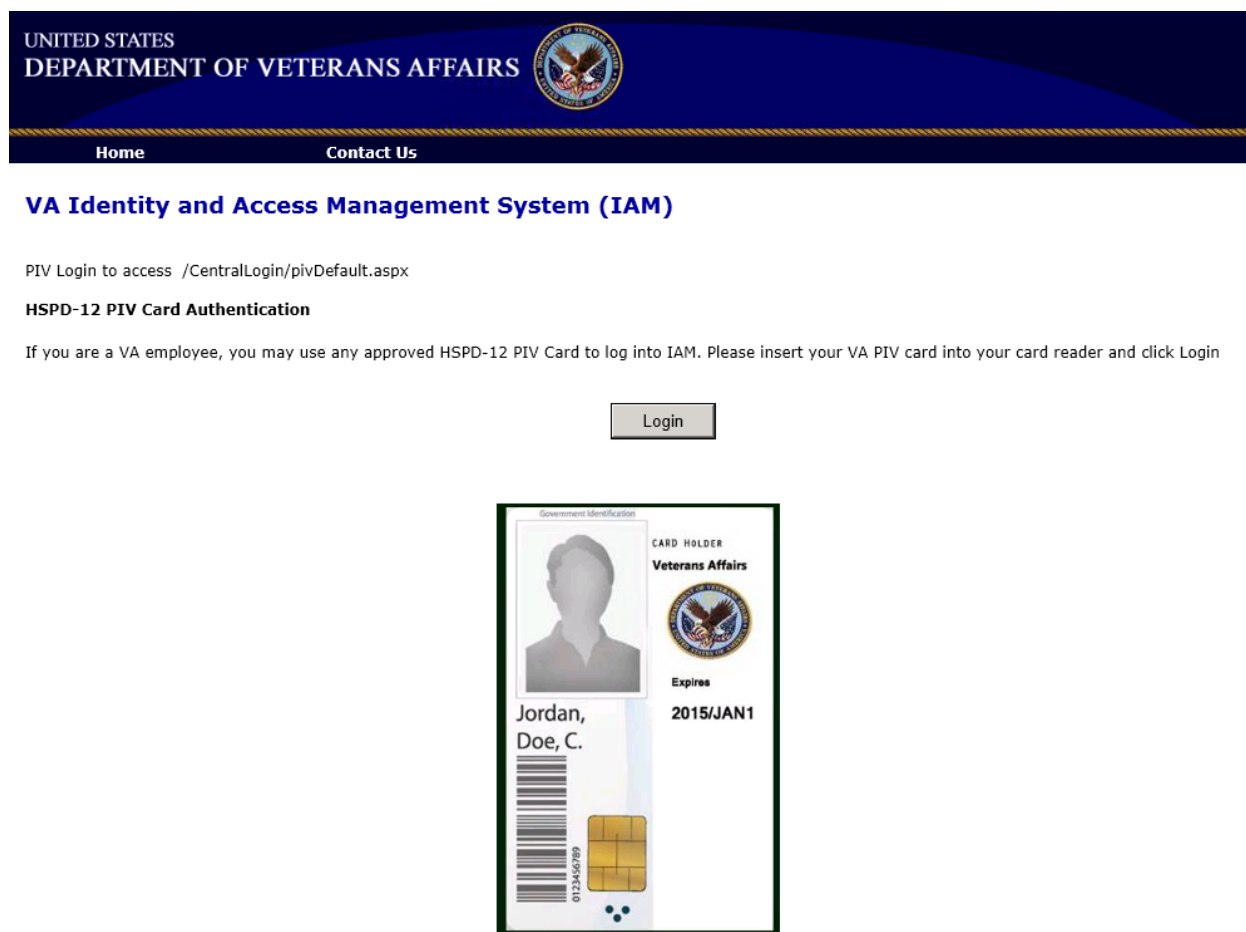 UNITED STATES
DEPARTMENT OF VETERANS AFFAIRS
Home Contact Us
VA Identity and Access Management System (IAM)
PIV Login to access /CentralLogin/pivDefault.aspx
HSPD-12 PIV Card Authentication
If you are a VA employee, you may use any approved HSPD-12 PIV Card to log into IAM. Please insert your VA PIV card into your card reader and click Login
Login
Government Identification
CARD HOLDER
Veterans Affairs
Expires
2015/JAN1
Jordan,
Doe, C.
0123456789